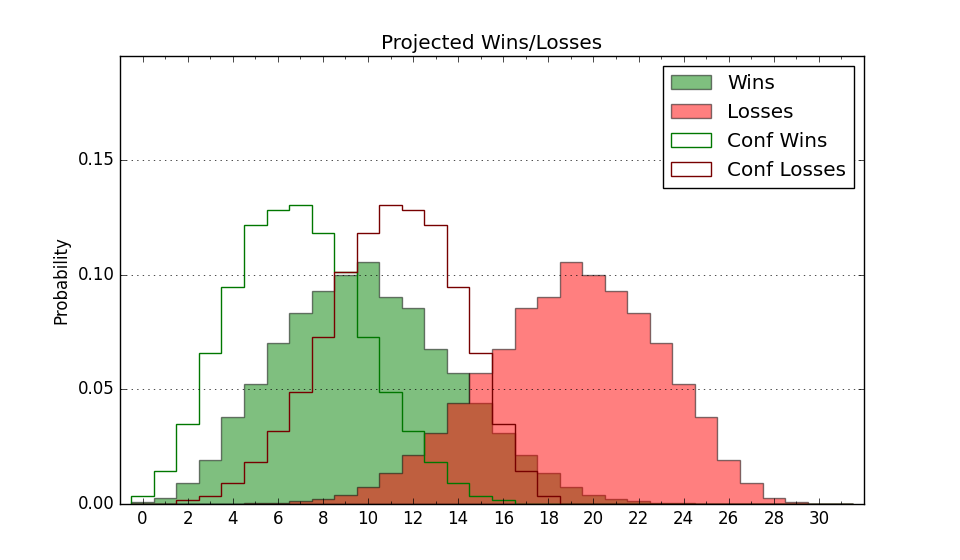 Projected Wins/Losses
Wins
Losses
Conf Wins
Conf Losses
Probability
0.15
0.10
0.05
0.00
0 2 4 6 8 10 12 14 16 18 20 22 24 26 28 30